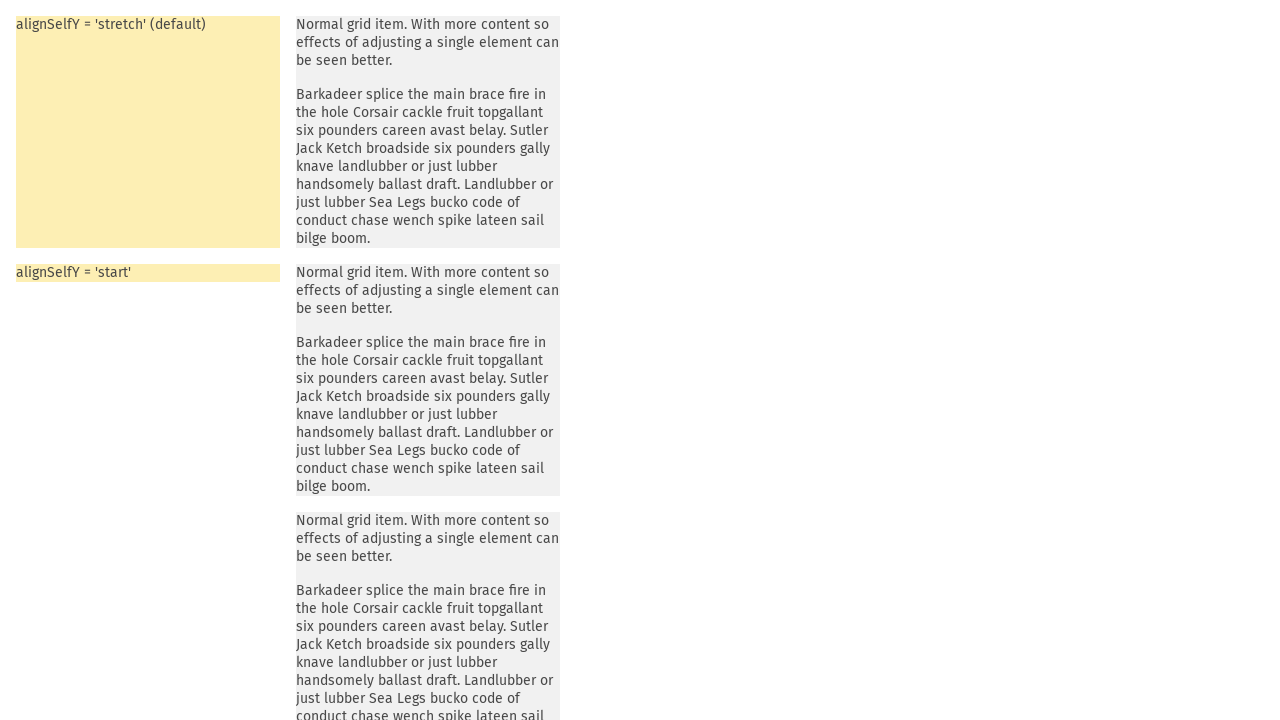 alignSelfY = 'stretch' (default)
Normal grid item. With more content so
effects of adjusting a single element can
be seen better.
Barkadeer splice the main brace fire in
the hole Corsair cackle fruit topgallant
six pounders careen avast belay. Sutler
Jack Ketch broadside six pounders gally
knave landlubber or just lubber
handsomely ballast draft. Landlubber or
just lubber Sea Legs bucko code of
conduct chase wench spike lateen sail
bilge boom.
alignSelfY = 'start'
Normal grid item. With more content so
effects of adjusting a single element can
be seen better.
Barkadeer splice the main brace fire in
the hole Corsair cackle fruit topgallant
six pounders careen avast belay. Sutler
Jack Ketch broadside six pounders gally
knave landlubber or just lubber
handsomely ballast draft. Landlubber or
just lubber Sea Legs bucko code of
conduct chase wench spike lateen sail
bilge boom.
Normal grid item. With more content so
effects of adjusting a single element can
be seen better.
Barkadeer splice the main brace fire in
the hole Corsair cackle fruit topgallant
six pounders careen avast belay. Sutler
Jack Ketch broadside six pounders gally
knave landlubber or just lubber
handsomely ballast draft. Landlubber or
just lubber Sea Legs bucko code of
conduct chase wench spike lateen sail